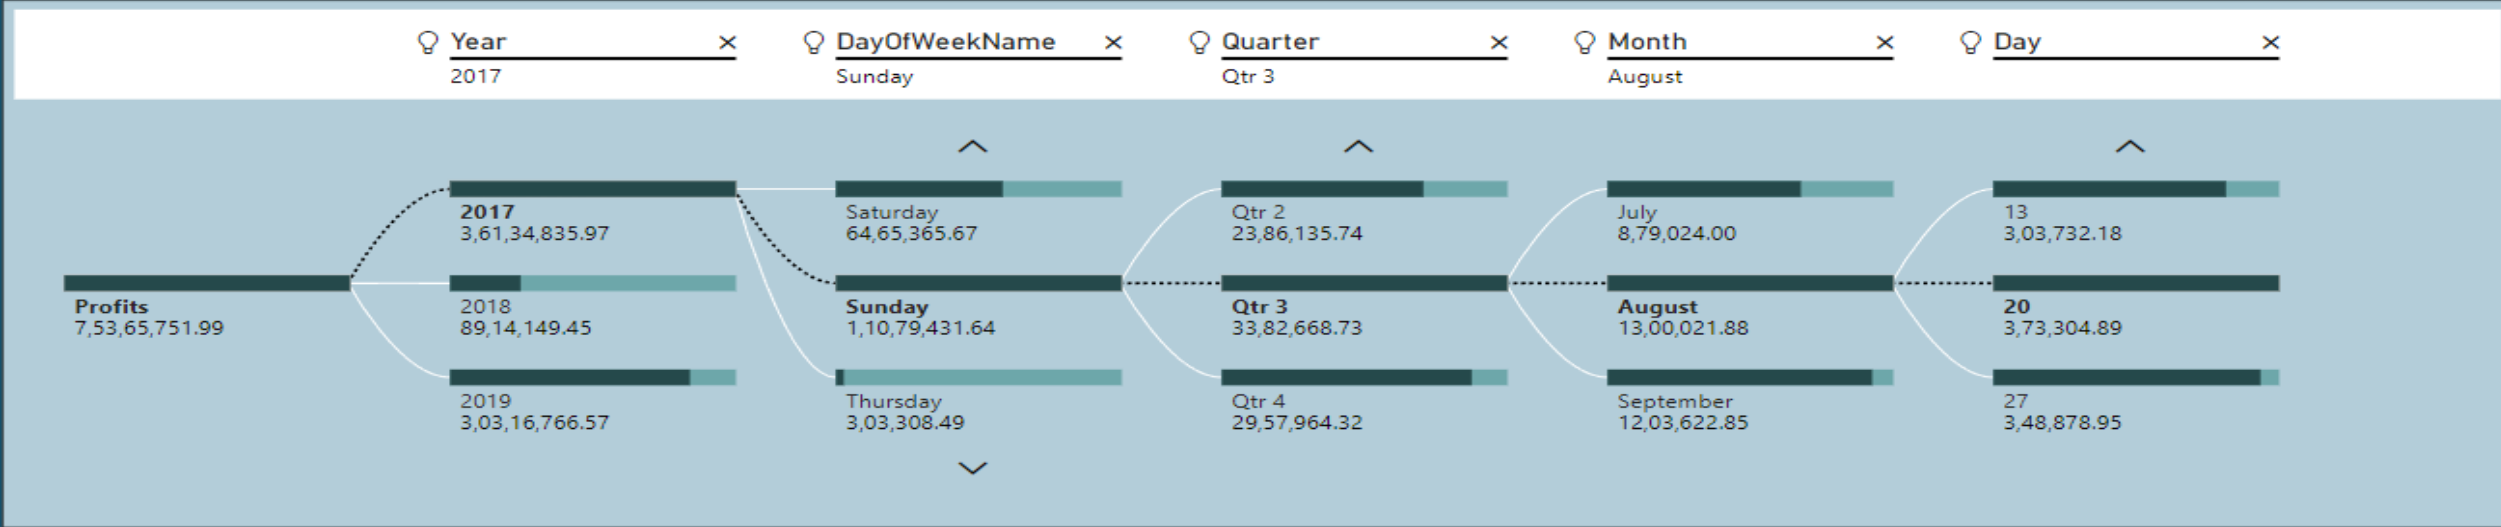 Year
DayOfWeekName
Quarter
Month
Day
2017
Sunday
Qtr 3
August
Profits
7,53,65,751.99
2017
3,61,34,835.97
2018
89,14,149.45
2019
3,03,16,766.57
Saturday
64,65,365.67
Sunday
1,10,79,431.64
Thursday
3,03,308.49
Qtr 2
23,86,135.74
Qtr 3
33,82,668.73
Qtr 4
29,57,964.32
July
8,79,024.00
August
13,00,021.88
September
12,03,622.85
13
3,03,732.18
20
3,73,304.89
27
3,48,878.95